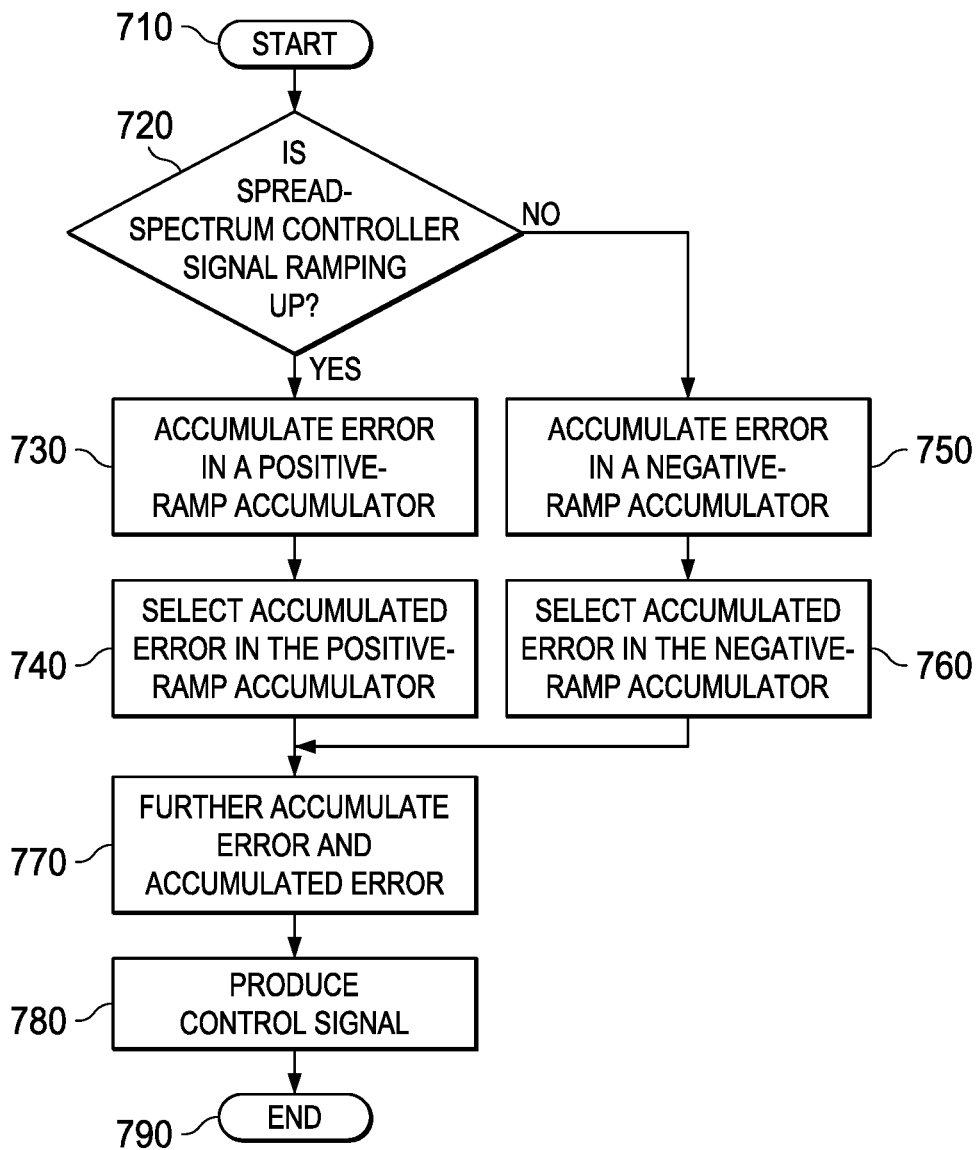 710
START
720
IS
SPREAD-
SPECTRUM CONTROLLER
SIGNAL RAMPING
UP?
NO
YES
730
ACCUMULATE ERROR
IN A POSITIVE-
RAMP ACCUMULATOR
ACCUMULATE ERROR
IN A NEGATIVE-
RAMP ACCUMULATOR
750
740
SELECT ACCUMULATED
ERROR IN THE POSITIVE-
RAMP ACCUMULATOR
SELECT ACCUMULATED
ERROR IN THE NEGATIVE-
RAMP ACCUMULATOR
760
770
FURTHER ACCUMULATE
ERROR AND
ACCUMULATED ERROR
780
PRODUCE
CONTROL SIGNAL
790
END